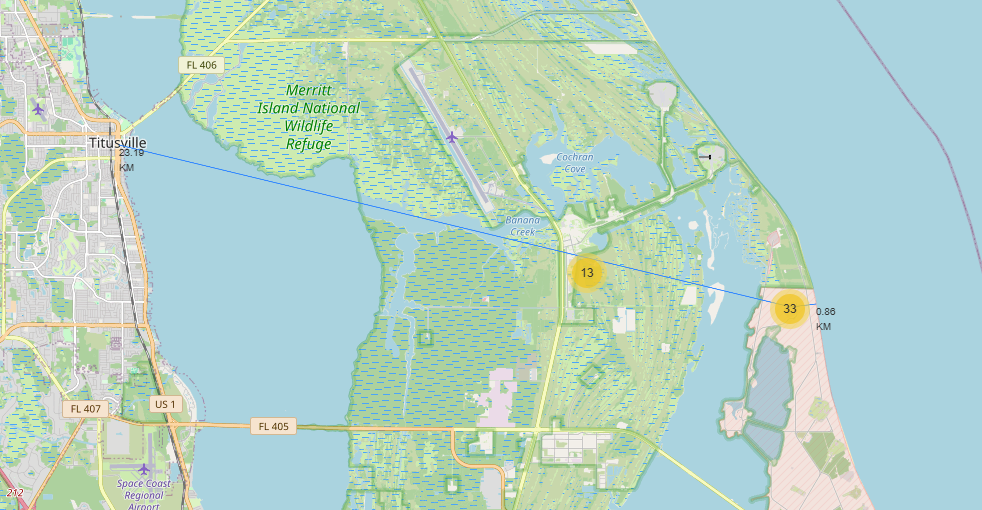 FL 406
Merritt
Island National
Wildlife
Refuge
Titusville
23.19
KM
Cochran
Cove
Banana
Creek
13
33
0.86
KM
FL 407
US 1
FL 405
212
Space Coast
Regional
Airport